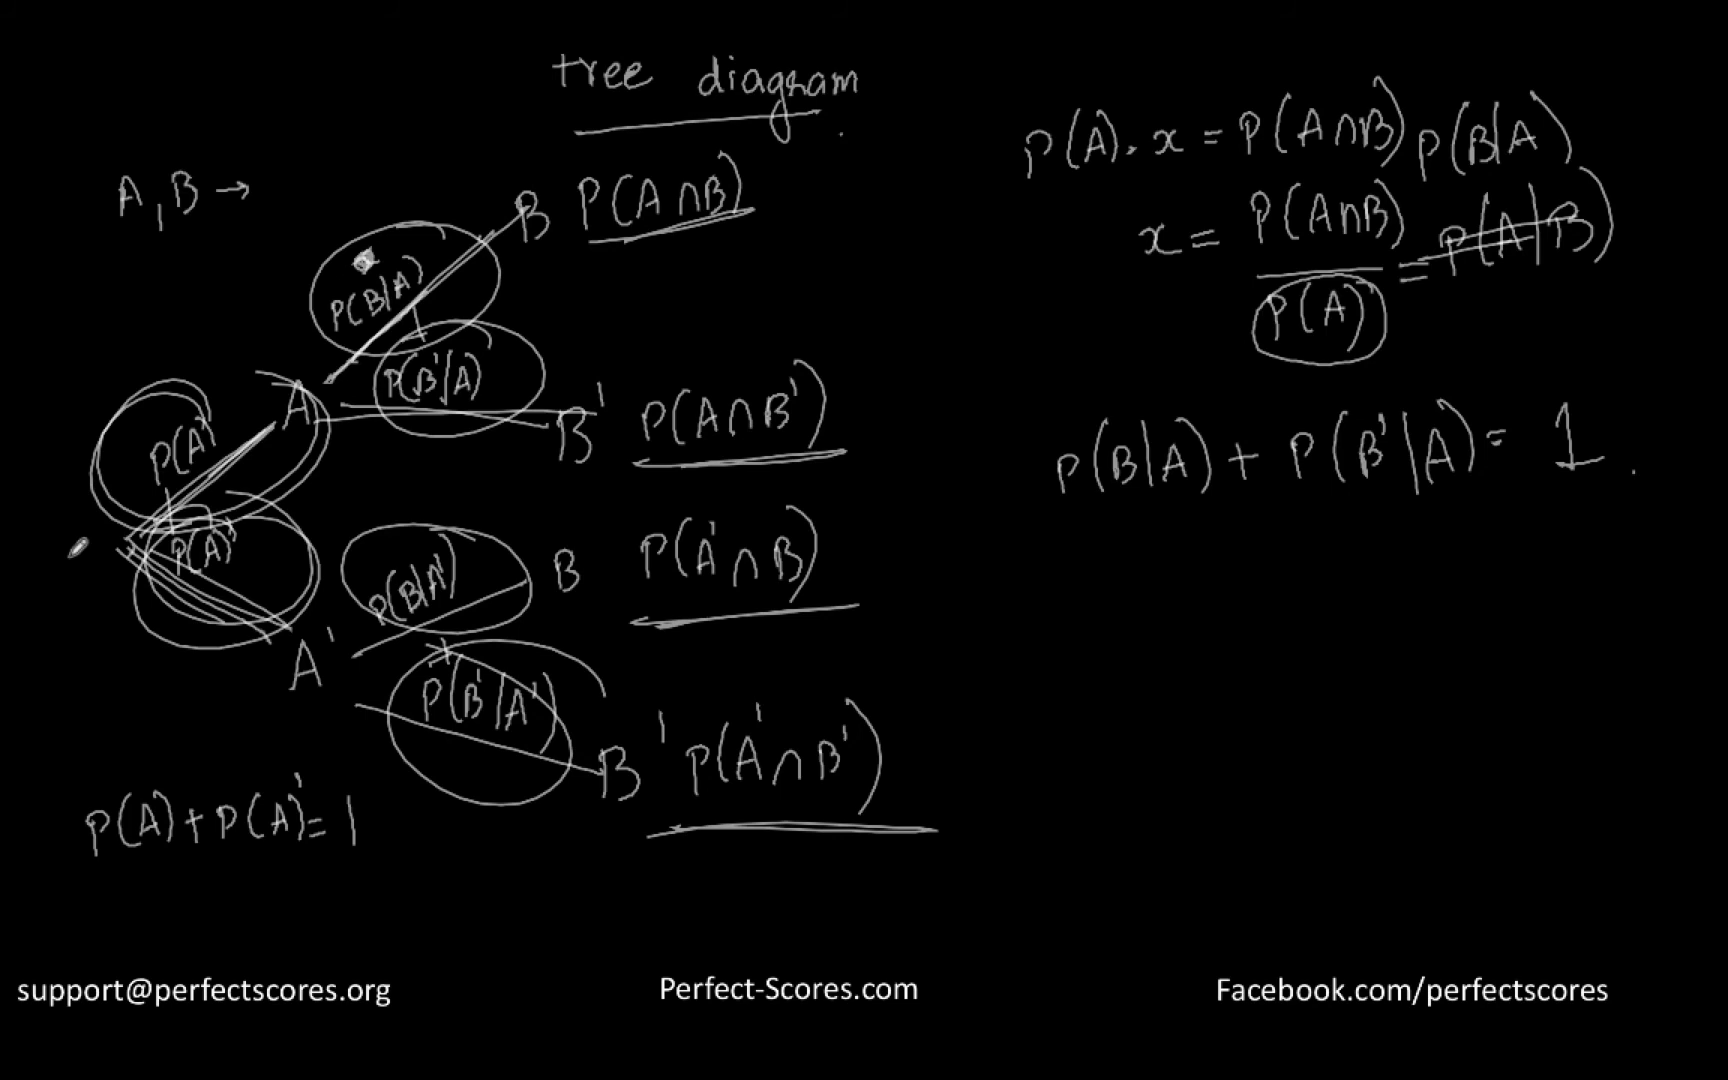 tree diagram
A, B →
B P(A∩B)
P(B|A)
P(B'|A)
A
B' P(A∩B')
P(A)
P(A)'
P(B|A')
B P(A'∩B)
A'
P(B'|A')
B' P(A'∩B')
P(A)+P(A)'=1
P(A). x = P(A∩B) P(B|A)
x = P(A∩B) = P(A|B)
P(A)
P(B|A) + P(B'|A) = 1.
support@perfectscores.org
Perfect-Scores.com
Facebook.com/perfectscores